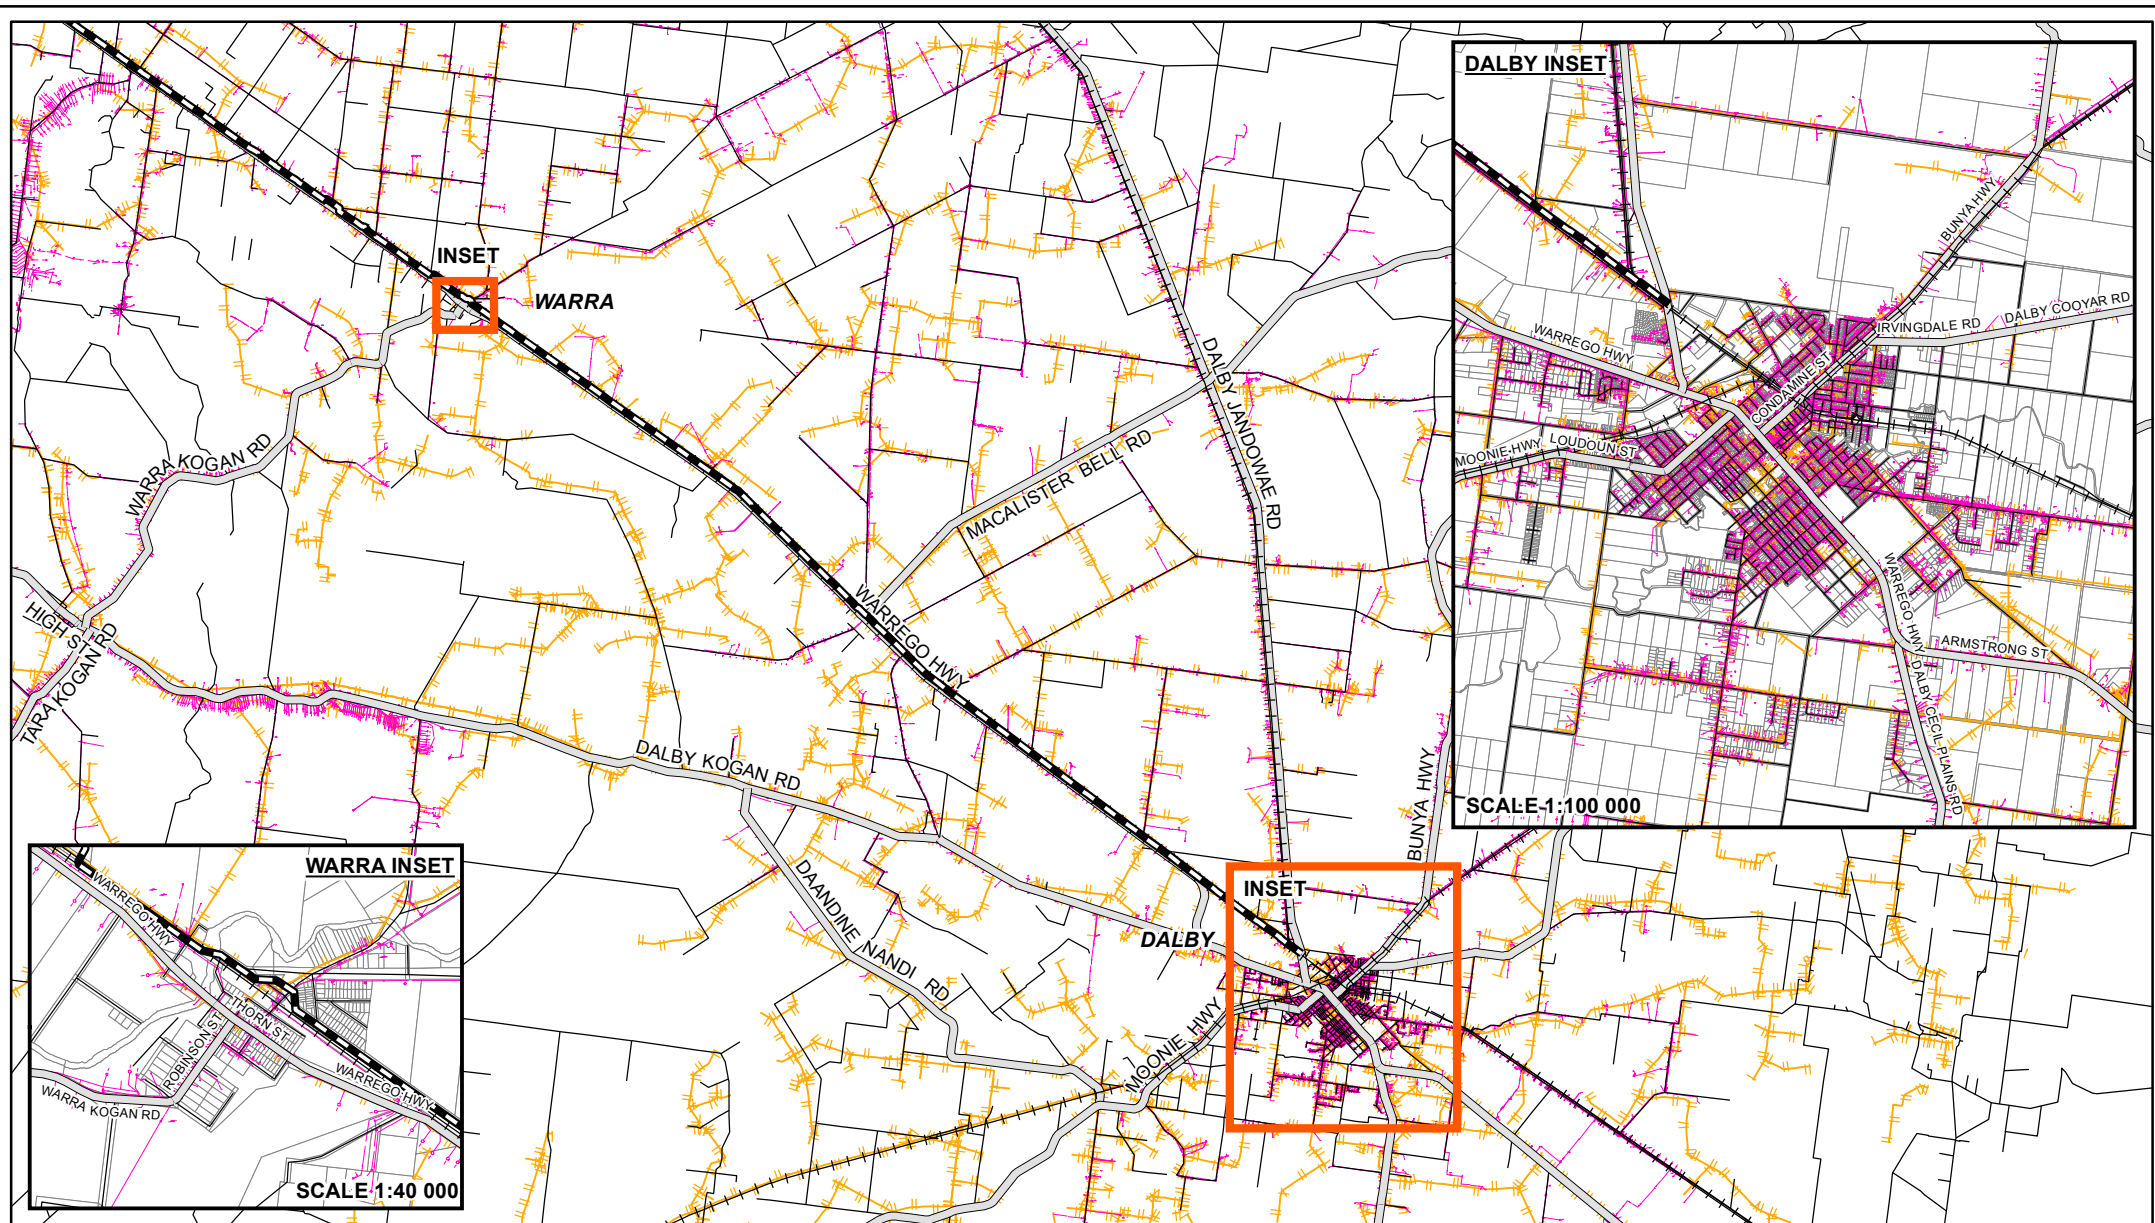 INSET
WARRA
WARRA KOGAN RD
HIGH ST
TARA KOGAN RD
DALBY KOGAN RD
DAANDINE NANDI RD
WARREGO HWY
MACALISTER BELL RD
DALBY JANDOWAE RD
BUNYA HWY
MOONIE HWY
DALBY
INSET
DALBY INSET
BUNYA HWY
DALBY COOYAR RD
IRVINGDALE RD
WARREGO HWY
CONDAMINE ST
MOONIE HWY
LOUDOUN ST
WARREGO HWY
ARMSTRONG ST
DALBY CECIL PLAINS RD
SCALE 1:100 000
WARRA INSET
WARREGO HWY
THORN ST
ROBINSON ST
WARREGO HWY
WARRA KOGAN RD
SCALE 1:40 000